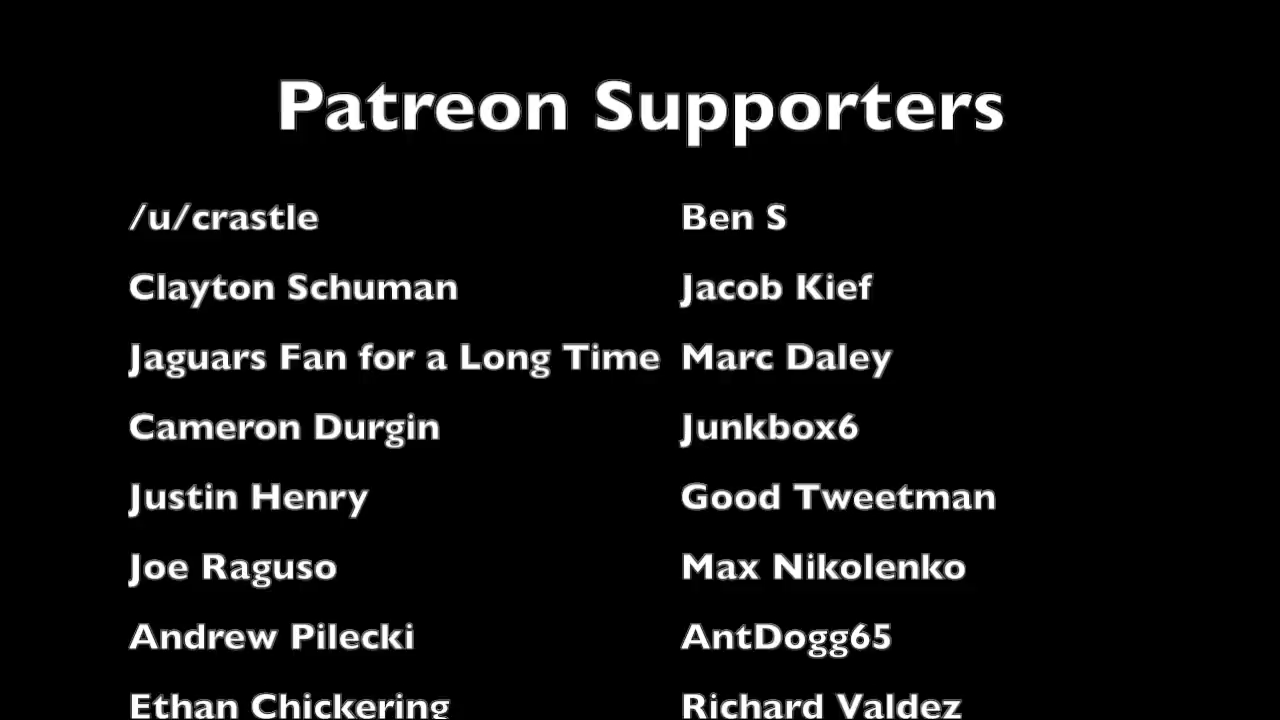 Patreon Supporters
/u/crastle
Ben S
Clayton Schuman
Jacob Kief
Jaguars Fan for a Long Time
Marc Daley
Cameron Durgin
Junkbox6
Justin Henry
Good Tweetman
Joe Raguso
Max Nikolenko
Andrew Pilecki
AntDogg65
Ethan Chickering
Richard Valdez